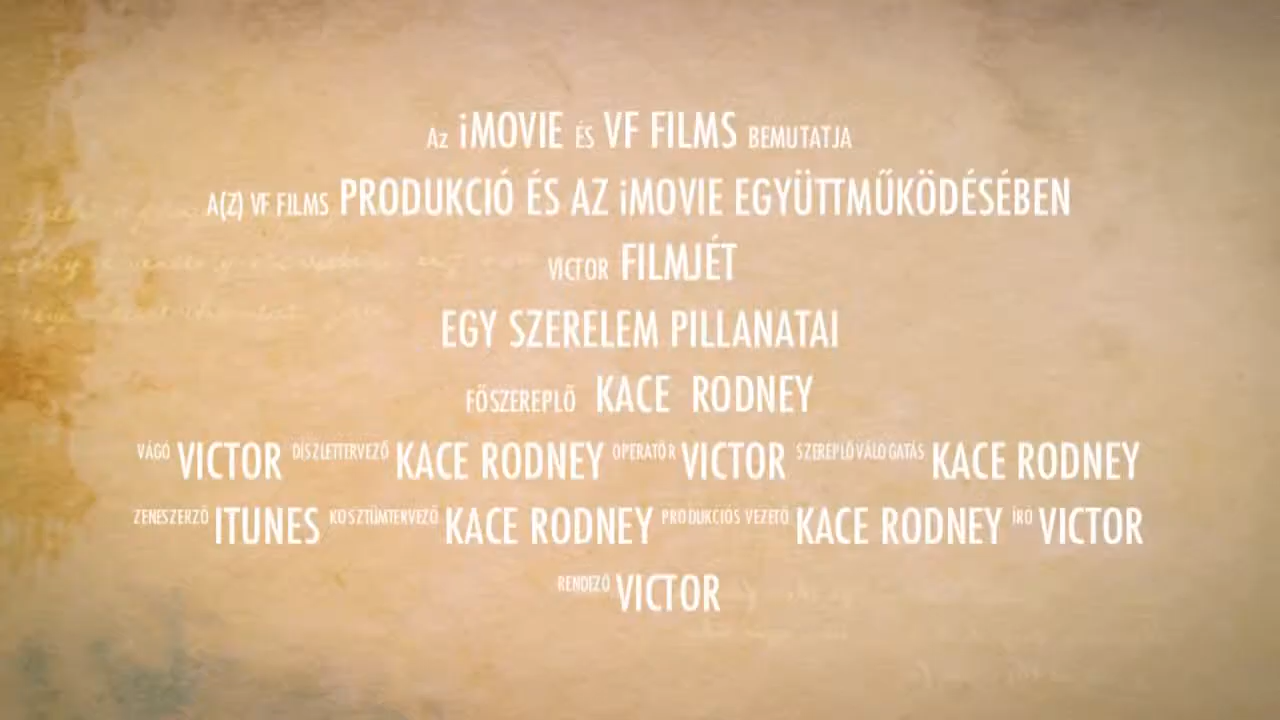 Az iMOVIE ÉS VF FILMS BEMUTATJA
A(Z) VF FILMS PRODUKCIÓ ÉS AZ iMOVIE EGYÜTTMŰKÖDÉSÉBEN
VICTOR FILMJÉT
EGY SZERELEM PILLANATAI
FŐSZEREPLŐ KACE RODNEY
VÁGÓ VICTOR DÍSZLETTERVEZŐ KACE RODNEY OPERATŐR VICTOR SZEREPLŐVÁLOGATÁS KACE RODNEY
ZENESZERZŐ ITUNES KOSZTÜMTERVEZŐ KACE RODNEY PRODUKCIÓS VEZETŐ KACE RODNEY ÍRÓ VICTOR
RENDEZŐ VICTOR